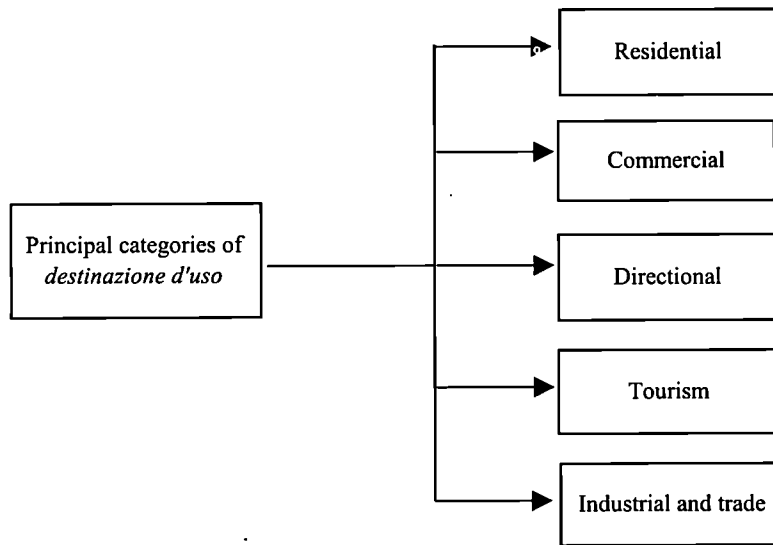 Residential
Commercial
Principal categories of
destinazione d'uso
Directional
Tourism
Industrial and trade